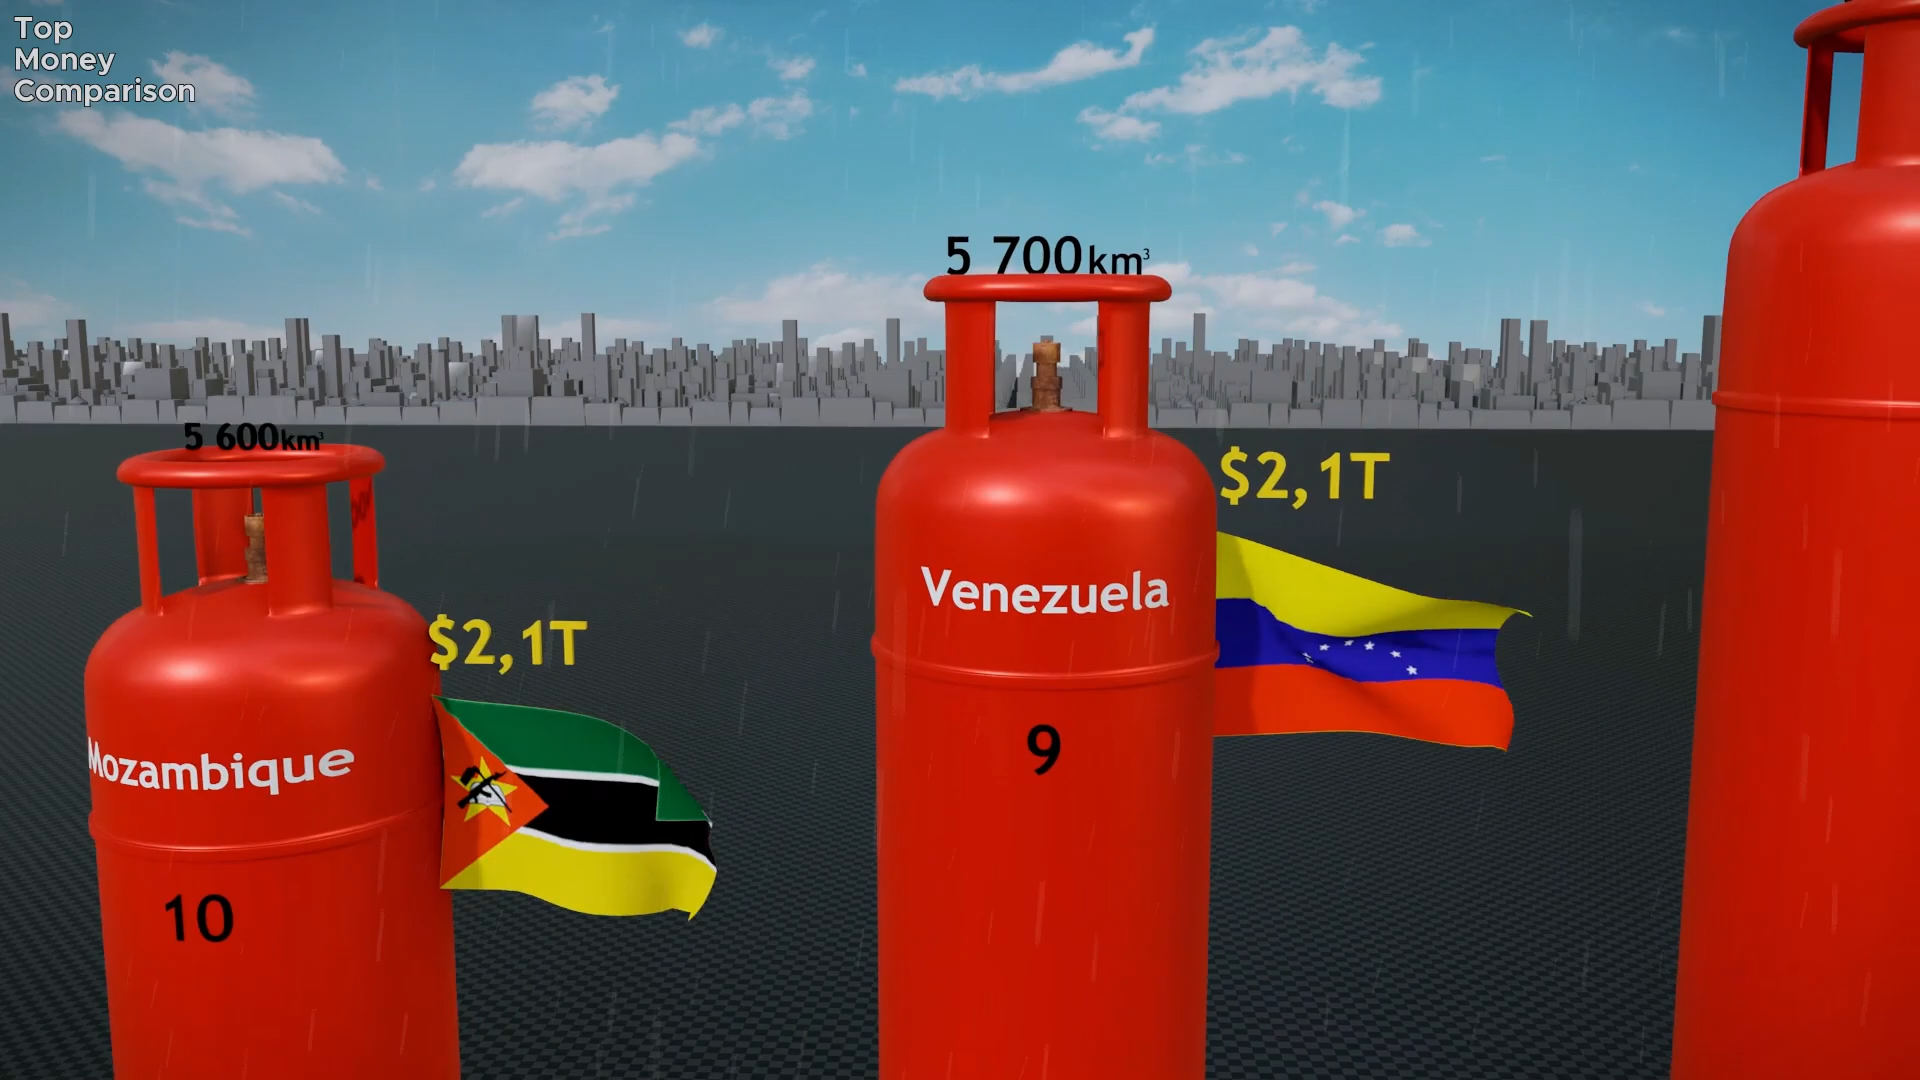 Top
Money
Comparison
5 600km³
$2,1T
Mozambique
10
5 700km³
$2,1T
Venezuela
9